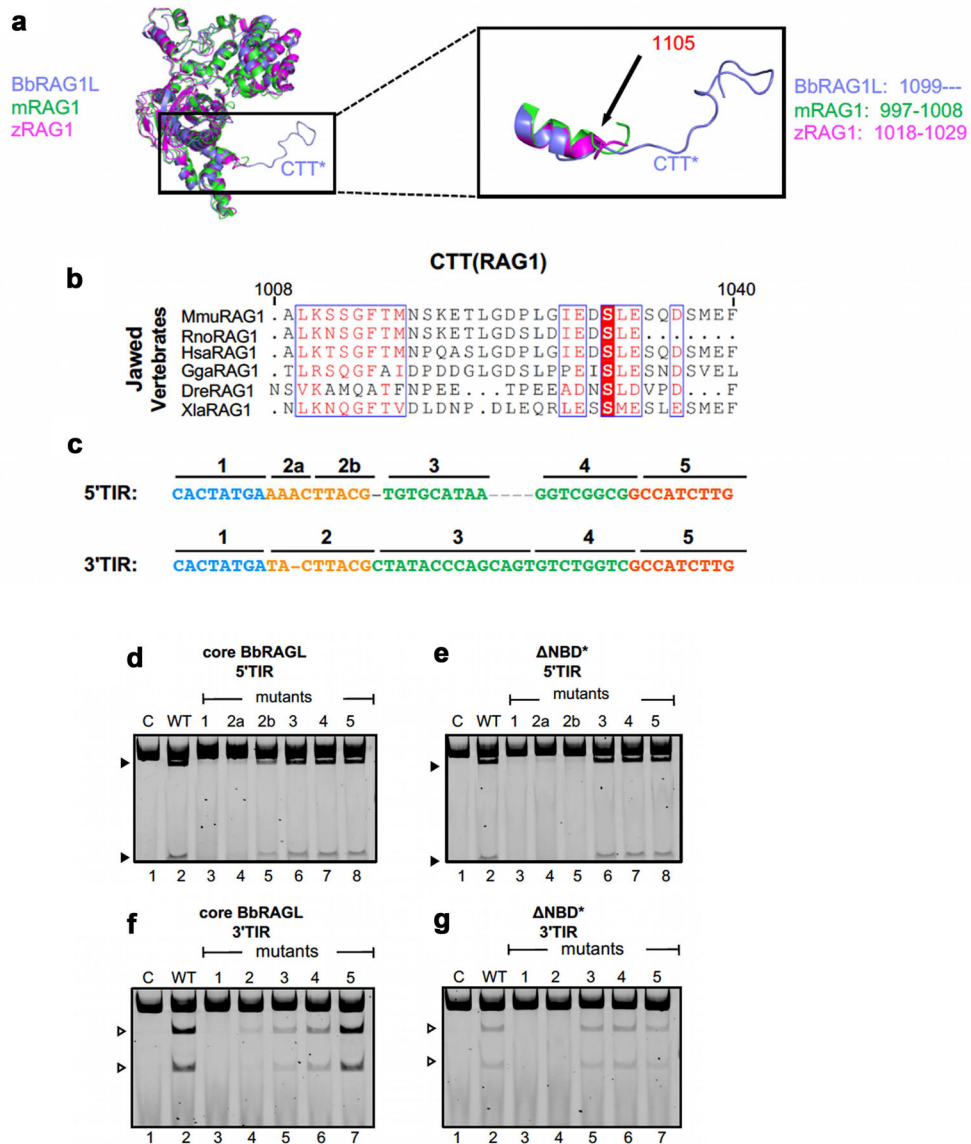 a
BbRAG1L
mRAG1
zRAG1
CTT*
1105
CTT*
BbRAG1L: 1099---
mRAG1: 997-1008
zRAG1: 1018-1029
b
CTT(RAG1)
1008 1040
Jawed Vertebrates
MmuRAG1 .ALKSSGFTMNSKETLGDPLGIEDSLESQDSMEF
RnoRAG1 .ALKNSGFTMNSKETLGDSLDIEDSLE.......
HsaRAG1 .ALKTSGFTMNPQASLGDPLGIEDSLESQDSMEF
GgaRAG1 .TLRSQGFAIDPDDGLGDSLPPEISLESNDSVEL
DreRAG1 NSVKAMQATFNPEE...TPEEADNSLDVPD...F
XlaRAG1 .NLKNQGFTVDLDNP.DLEQRLESSMESLESMEF
c
1 2a 2b 3 4 5
5'TIR: CACTATGAAAACTTACG-TGTGCATAA----GGTCGGCGGCCATCTTG
1 2 3 4 5
3'TIR: CACTATGATA-CTTACGCTATACCCAGCAGTGTCTGGTCGCCATCTTG
d
core BbRAGL
5'TIR
mutants
C WT 1 2a 2b 3 4 5
1 2 3 4 5 6 7 8
e
ΔNBD*
5'TIR
mutants
C WT 1 2a 2b 3 4 5
1 2 3 4 5 6 7 8
f
core BbRAGL
3'TIR
mutants
C WT 1 2 3 4 5
1 2 3 4 5 6 7
g
ΔNBD*
3'TIR
mutants
C WT 1 2 3 4 5
1 2 3 4 5 6 7